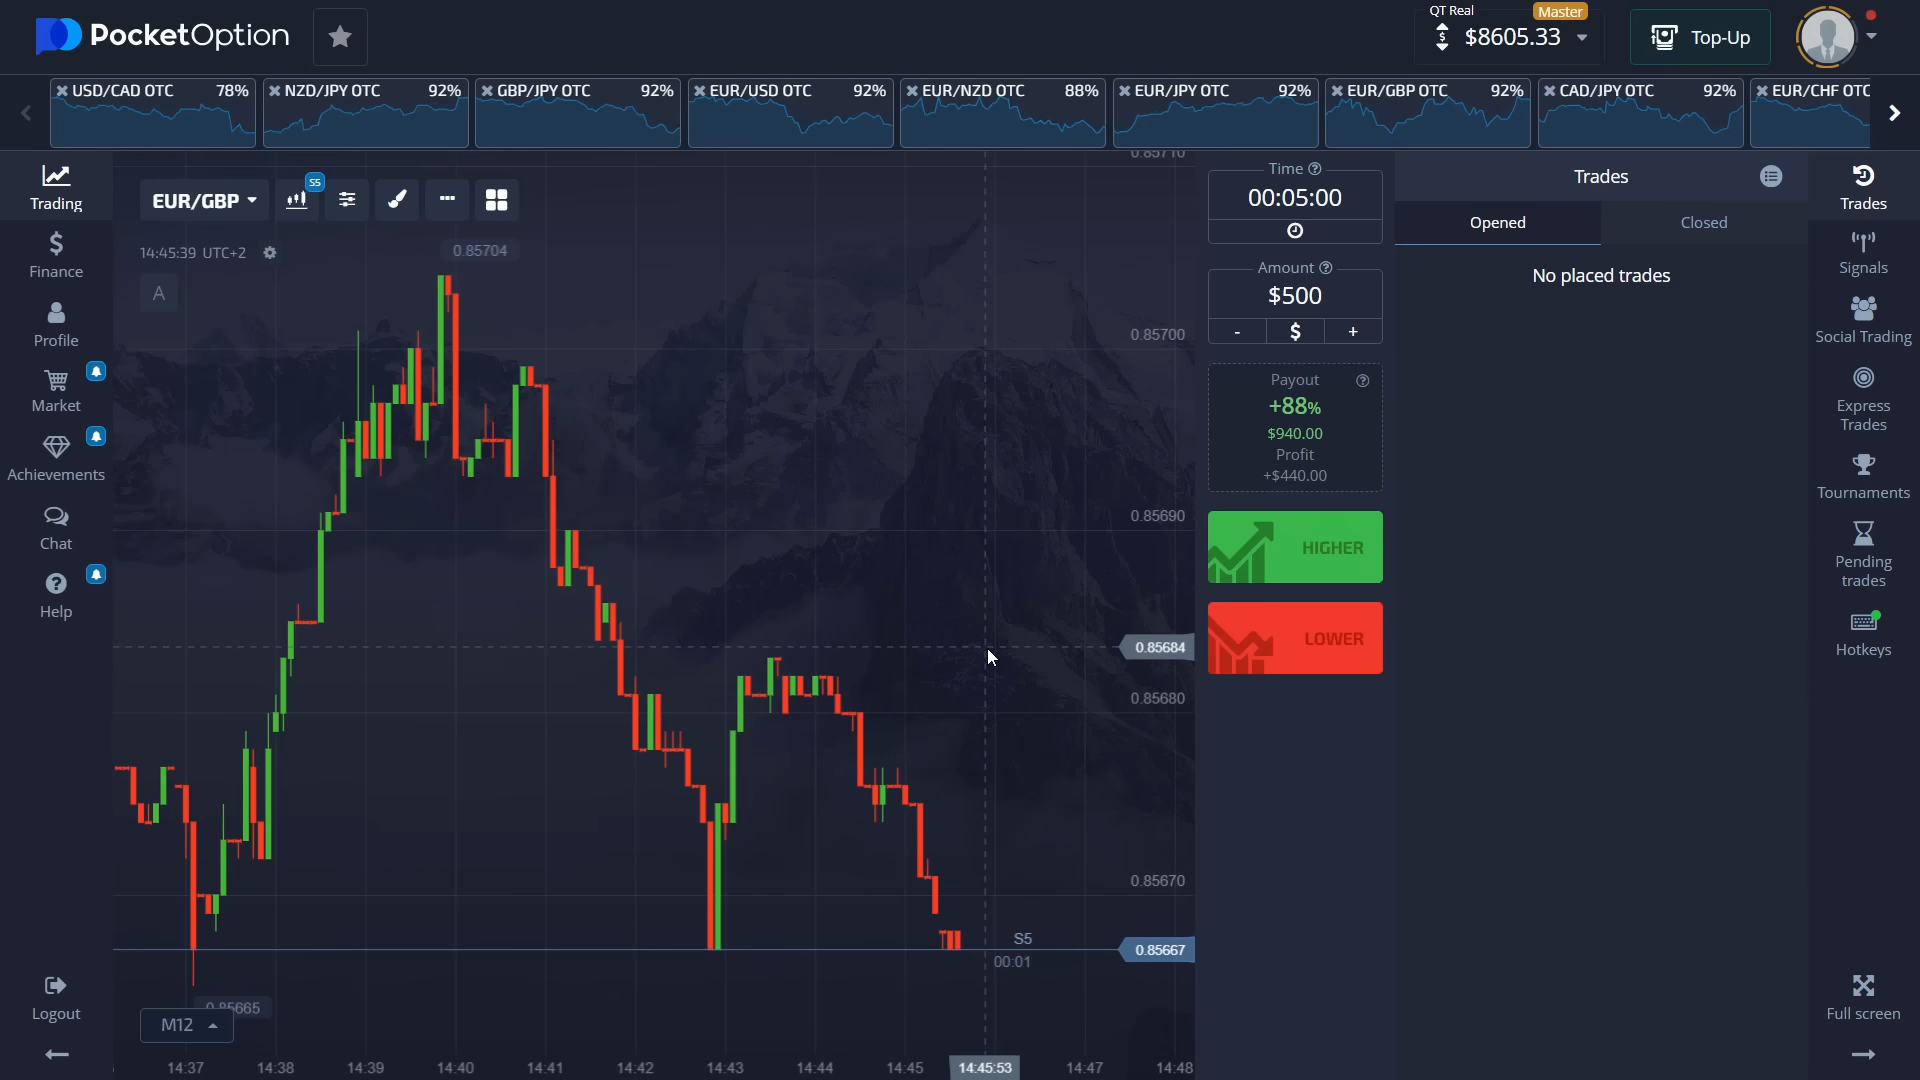 PocketOption
QT Real
Master
$8605.33
Top-Up
USD/CAD OTC 78%
NZD/JPY OTC 92%
GBP/JPY OTC 92%
EUR/USD OTC 92%
EUR/NZD OTC 88%
EUR/JPY OTC 92%
EUR/GBP OTC 92%
CAD/JPY OTC 92%
EUR/CHF OTC
Trading
Finance
Profile
Market
Achievements
Chat
Help
Logout
EUR/GBP
S5
14:45:39 UTC+2
A
0.85704
0.85710
0.85700
0.85690
0.85684
0.85680
0.85670
0.85667
S5
00:01
0.85665
M12
14:37
14:38
14:39
14:40
14:41
14:42
14:43
14:44
14:45
14:45:53
14:47
14:48
Time
00:05:00
Amount
$500
- $ +
Payout
+88%
$940.00
Profit
+$440.00
HIGHER
LOWER
Trades
Opened
Closed
No placed trades
Trades
Signals
Social Trading
Express
Trades
Tournaments
Pending
trades
Hotkeys
Full screen